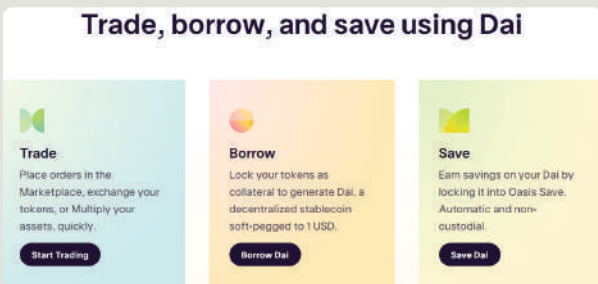 Trade, borrow, and save using Dai
Trade
Place orders in the
Marketplace, exchange your
tokens, or Multiply your
assets, quickly.
Start Trading
Borrow
Lock your tokens as
collateral to generate Dai, a
decentralized stablecoin
soft-pegged to 1 USD.
Borrow Dai
Save
Earn savings on your Dai by
locking it into Oasis Save.
Automatic and non-
custodial.
Save Dai